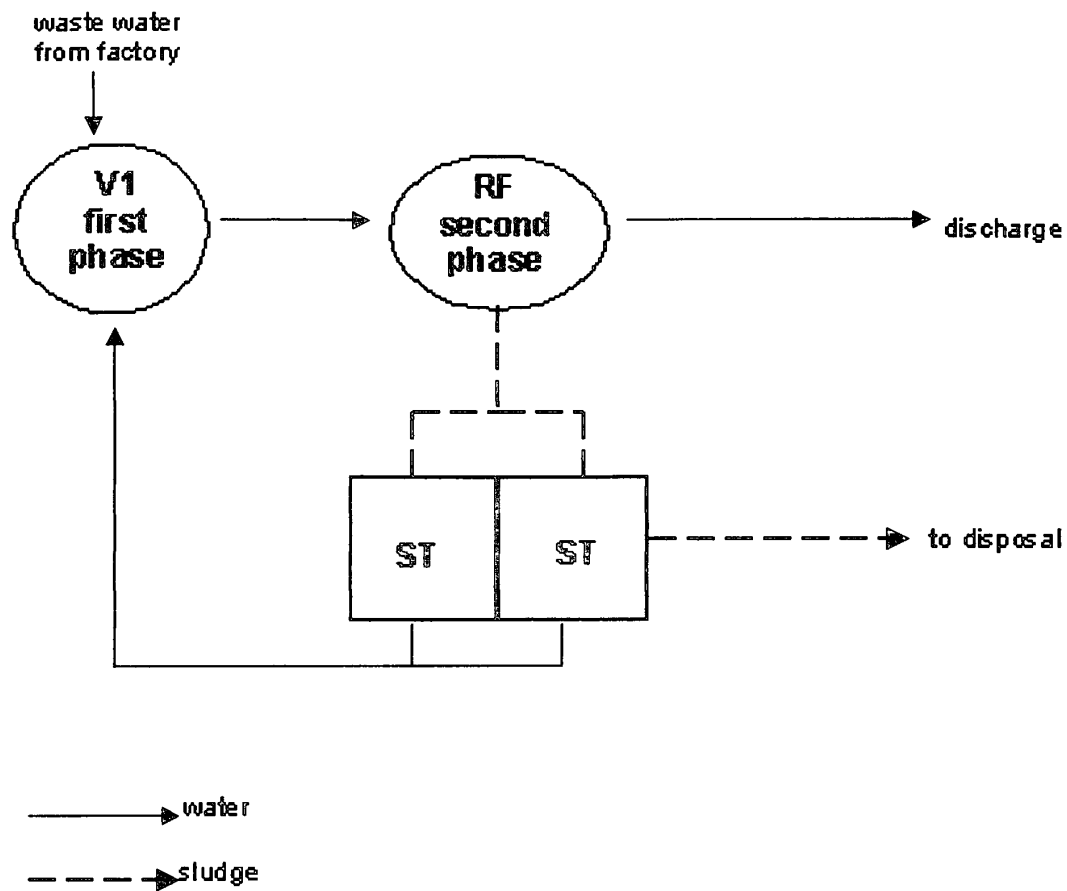 waste water
from factory
V1
first
phase
RF
second
phase
discharge
ST
ST
to disposal
water
sludge